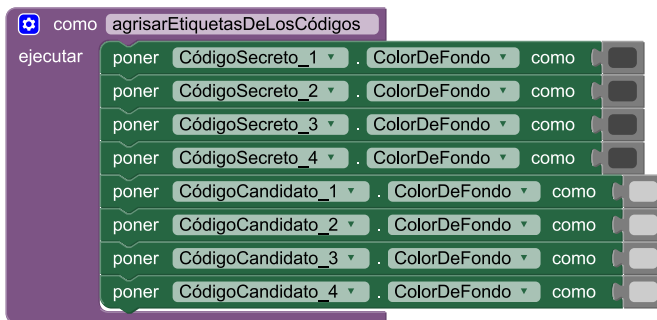 como agrisarEtiquetasDeLosCódigos
ejecutar poner CódigoSecreto_1 . ColorDeFondo como
poner CódigoSecreto_2 . ColorDeFondo como
poner CódigoSecreto_3 . ColorDeFondo como
poner CódigoSecreto_4 . ColorDeFondo como
poner CódigoCandidato_1 . ColorDeFondo como
poner CódigoCandidato_2 . ColorDeFondo como
poner CódigoCandidato_3 . ColorDeFondo como
poner CódigoCandidato_4 . ColorDeFondo como